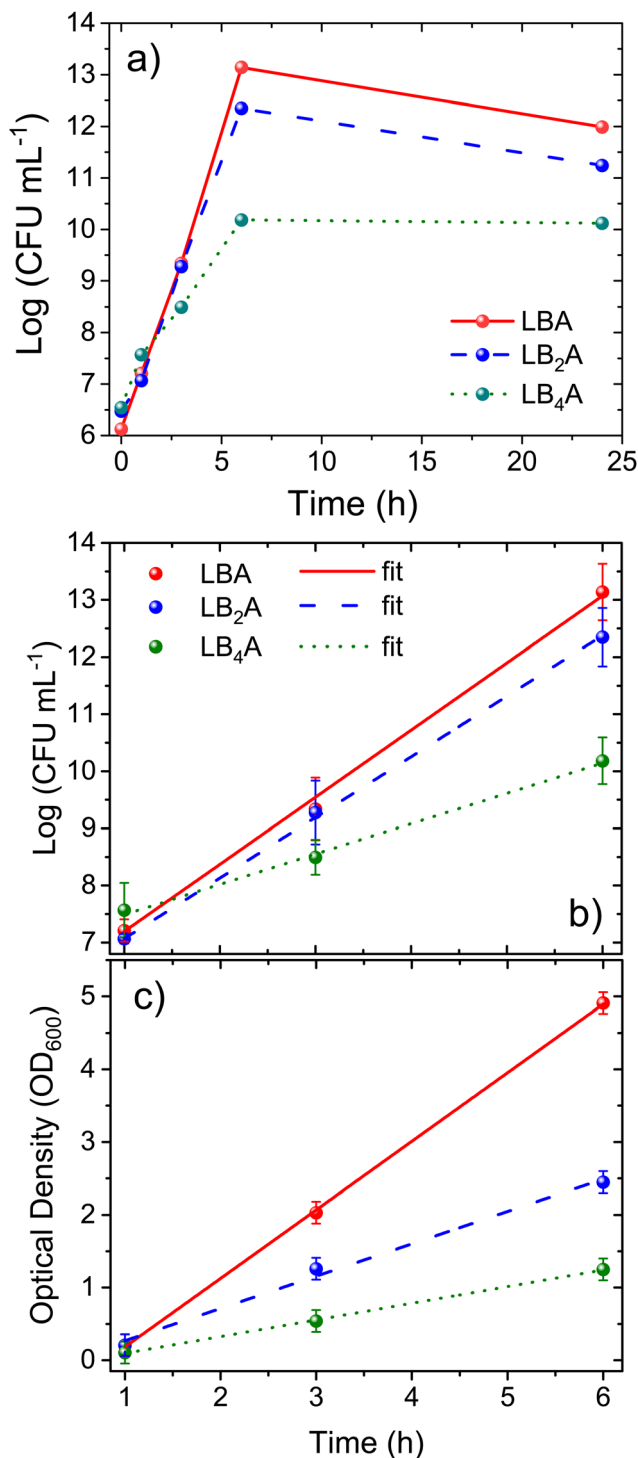 a)
14
13
12
11
10
9
8
7
6
Log (CFU mL⁻¹)
LBA
LB₂A
LB₄A
0 5 10 15 20 25
Time (h)
14
13
12
11
10
9
8
7
Log (CFU mL⁻¹)
LBA fit
LB₂A fit
LB₄A fit
b)
c)
5
4
3
2
1
0
Optical Density (OD₆₀₀)
1 2 3 4 5 6
Time (h)